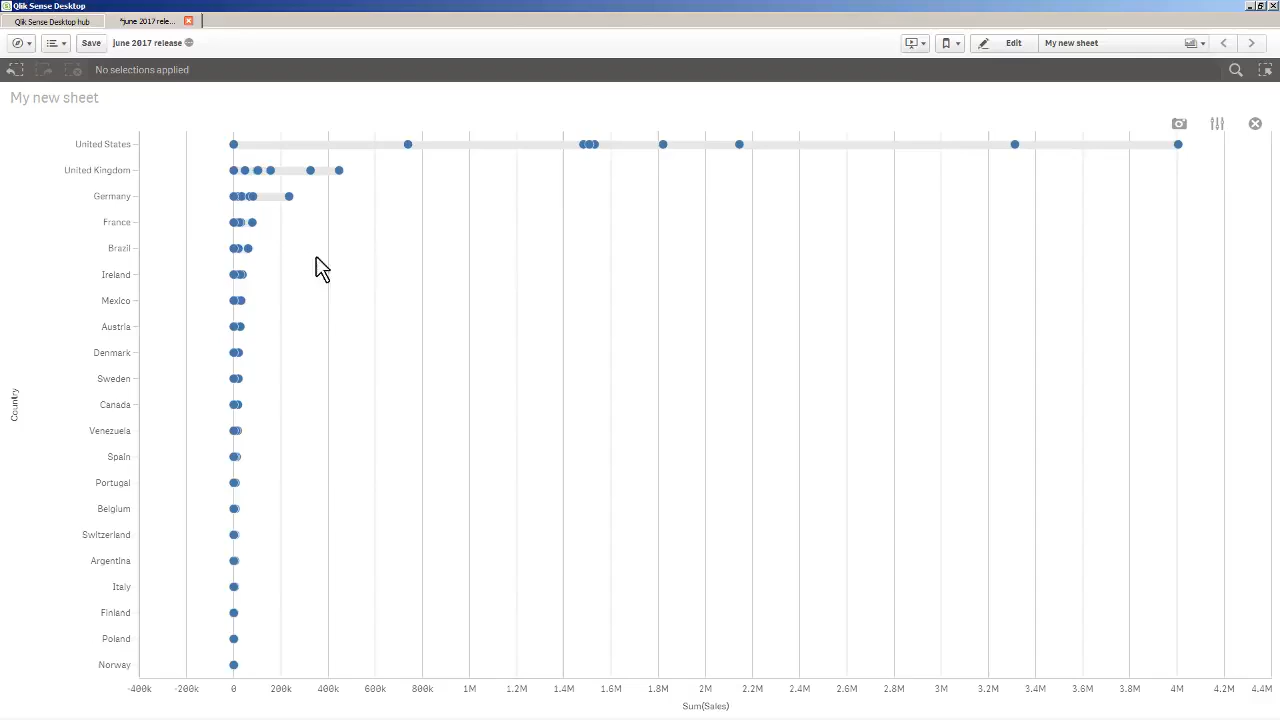 Qlik Sense Desktop
Qlik Sense Desktop hub
*june 2017 rele...
Save
june 2017 release
Edit
My new sheet
No selections applied
My new sheet
Country
United States
United Kingdom
Germany
France
Brazil
Ireland
Mexico
Austria
Denmark
Sweden
Canada
Venezuela
Spain
Portugal
Belgium
Switzerland
Argentina
Italy
Finland
Poland
Norway
-400k -200k 0 200k 400k 600k 800k 1M 1.2M 1.4M 1.6M 1.8M 2M 2.2M 2.4M 2.6M 2.8M 3M 3.2M 3.4M 3.6M 3.8M 4M 4.2M 4.4M
Sum(Sales)